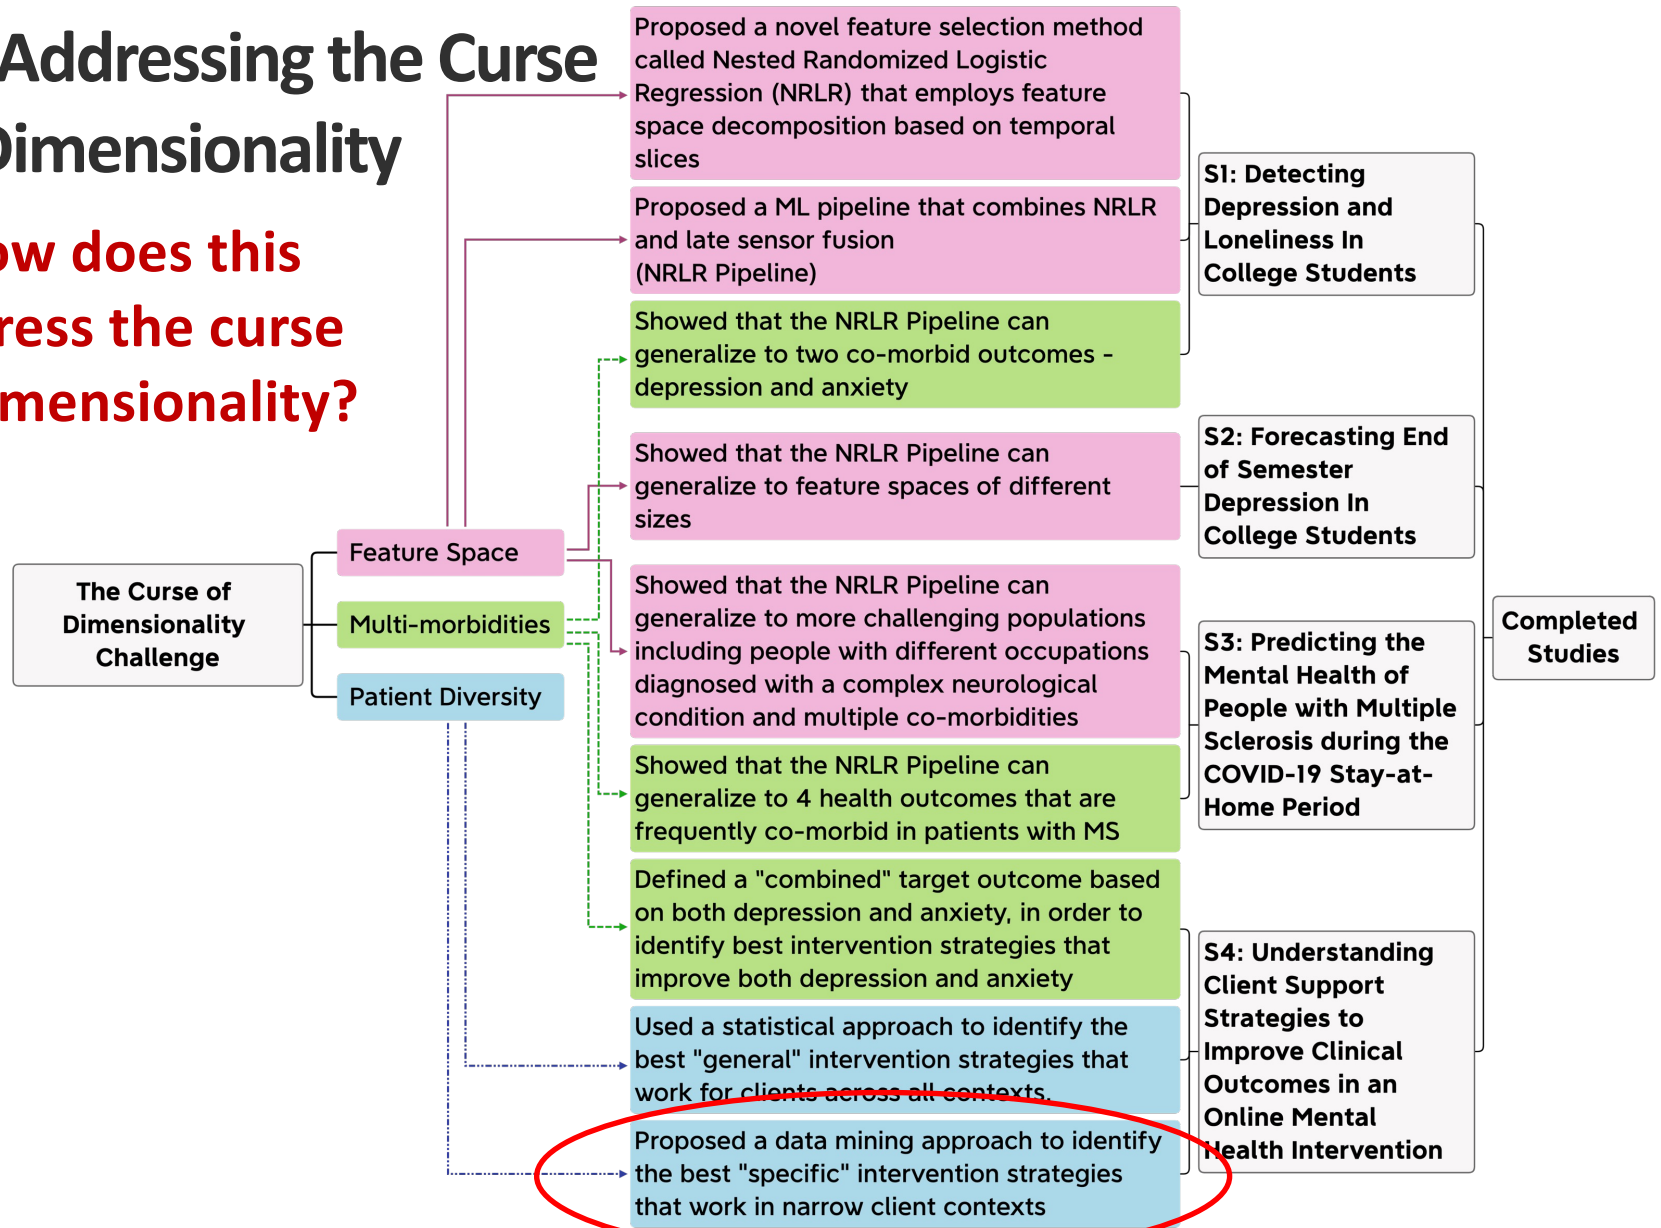 Addressing the Curse
Dimensionality
ow does this
ress the curse
mensionality?
The Curse of
Dimensionality
Challenge
Feature Space
Multi-morbidities
Patient Diversity
Proposed a novel feature selection method
called Nested Randomized Logistic
Regression (NRLR) that employs feature
space decomposition based on temporal
slices
Proposed a ML pipeline that combines NRLR
and late sensor fusion
(NRLR Pipeline)
Showed that the NRLR Pipeline can
generalize to two co-morbid outcomes -
depression and anxiety
Showed that the NRLR Pipeline can
generalize to feature spaces of different
sizes
Showed that the NRLR Pipeline can
generalize to more challenging populations
including people with different occupations
diagnosed with a complex neurological
condition and multiple co-morbidities
Showed that the NRLR Pipeline can
generalize to 4 health outcomes that are
frequently co-morbid in patients with MS
Defined a "combined" target outcome based
on both depression and anxiety, in order to
identify best intervention strategies that
improve both depression and anxiety
Used a statistical approach to identify the
best "general" intervention strategies that
work for clients across all contexts.
Proposed a data mining approach to identify
the best "specific" intervention strategies
that work in narrow client contexts
S1: Detecting
Depression and
Loneliness In
College Students
S2: Forecasting End
of Semester
Depression In
College Students
S3: Predicting the
Mental Health of
People with Multiple
Sclerosis during the
COVID-19 Stay-at-
Home Period
S4: Understanding
Client Support
Strategies to
Improve Clinical
Outcomes in an
Online Mental
Health Intervention
Completed
Studies